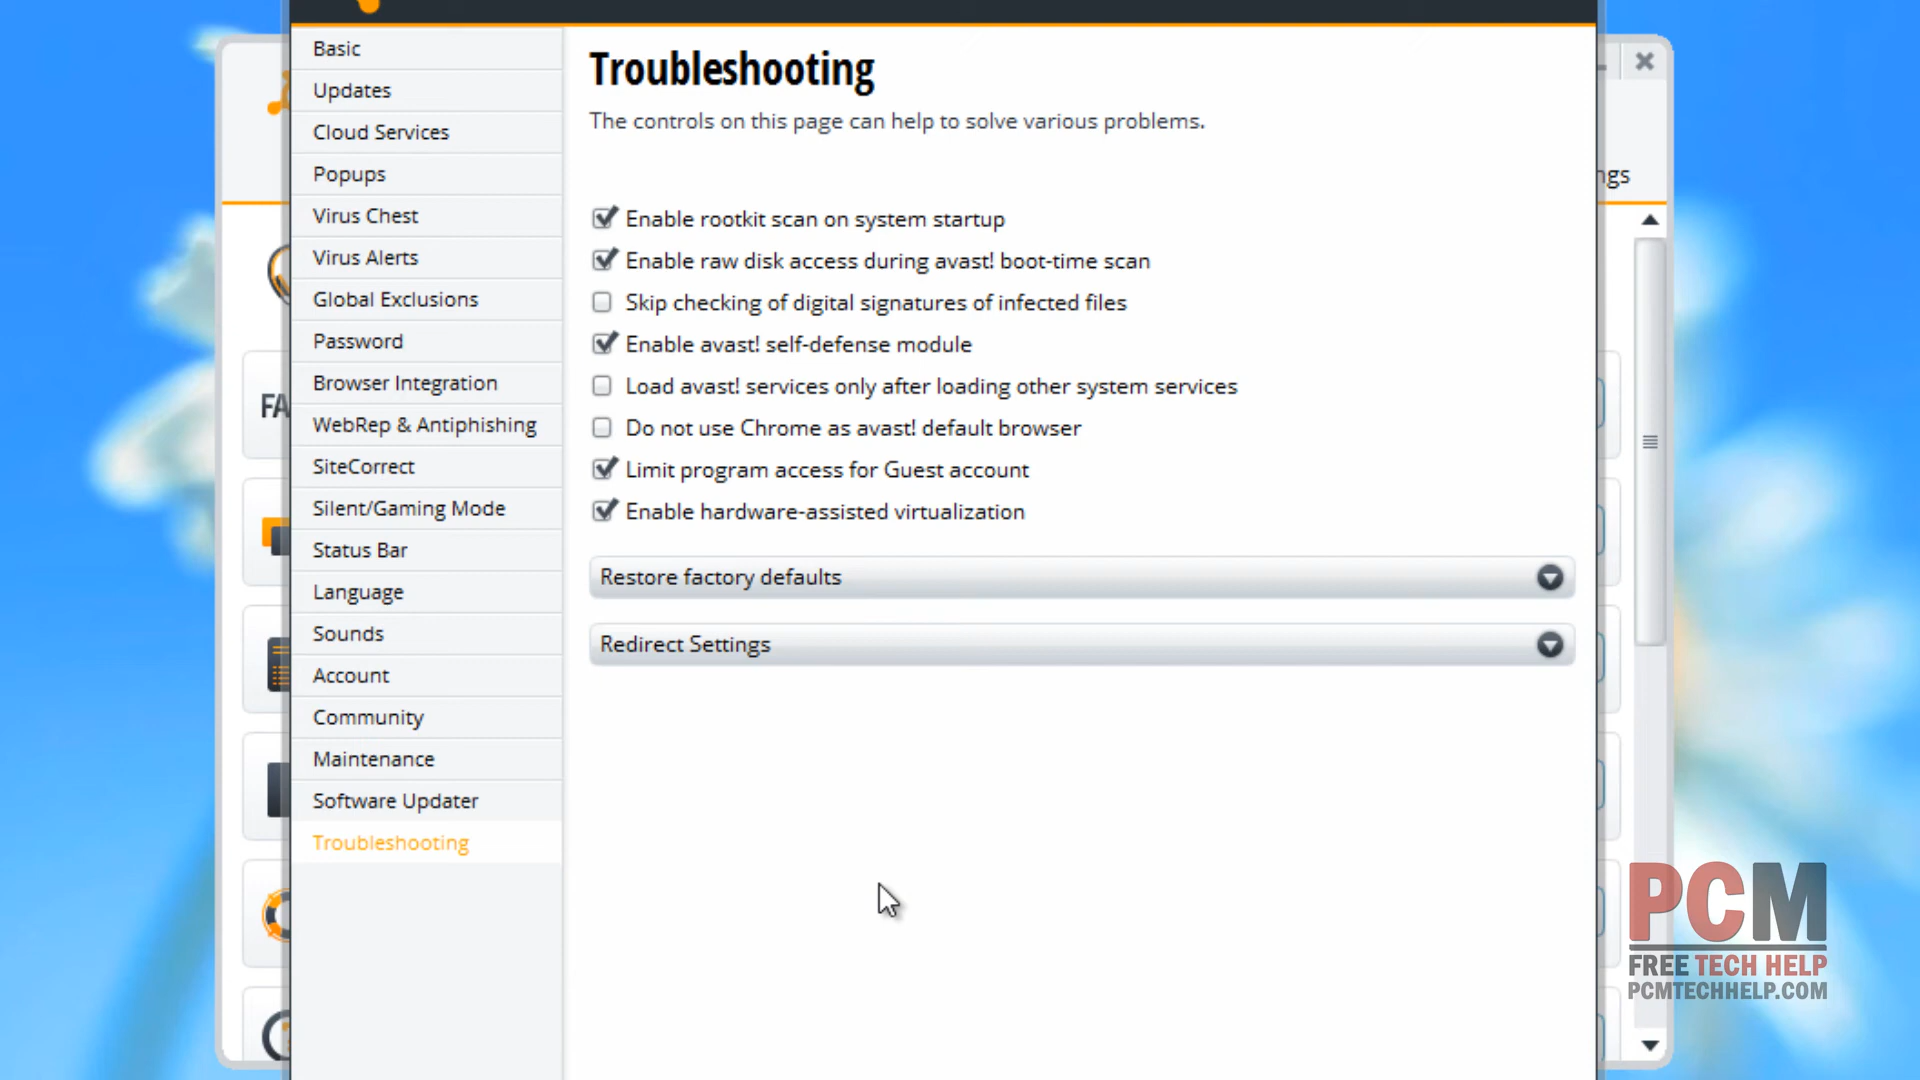 Basic
Updates
Cloud Services
Popups
Virus Chest
Virus Alerts
Global Exclusions
Password
Browser Integration
WebRep & Antiphishing
SiteCorrect
Silent/Gaming Mode
Status Bar
Language
Sounds
Account
Community
Maintenance
Software Updater
Troubleshooting
Troubleshooting
The controls on this page can help to solve various problems.
Enable rootkit scan on system startup
Enable raw disk access during avast! boot-time scan
Skip checking of digital signatures of infected files
Enable avast! self-defense module
Load avast! services only after loading other system services
Do not use Chrome as avast! default browser
Limit program access for Guest account
Enable hardware-assisted virtualization
Restore factory defaults
Redirect Settings
PCM
FREE TECH HELP
PCMTECHHELP.COM